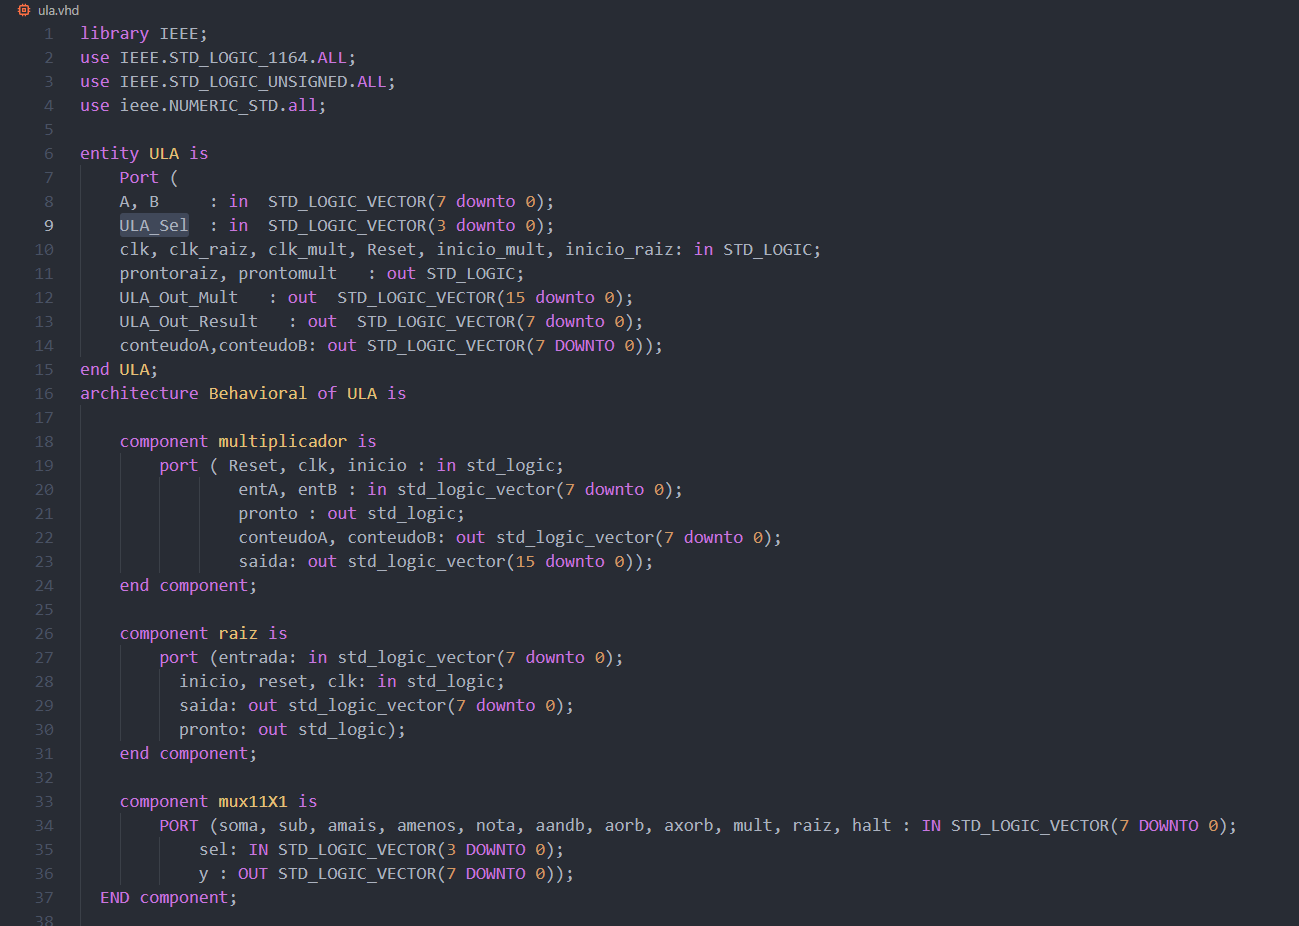 ula.vhd
1 library IEEE;
2 use IEEE.STD_LOGIC_1164.ALL;
3 use IEEE.STD_LOGIC_UNSIGNED.ALL;
4 use ieee.NUMERIC_STD.all;
5
6 entity ULA is
7 Port (
8 A, B : in STD_LOGIC_VECTOR(7 downto 0);
9 ULA_Sel : in STD_LOGIC_VECTOR(3 downto 0);
10 clk, clk_raiz, clk_mult, Reset, inicio_mult, inicio_raiz: in STD_LOGIC;
11 prontoraiz, prontomult : out STD_LOGIC;
12 ULA_Out_Mult : out STD_LOGIC_VECTOR(15 downto 0);
13 ULA_Out_Result : out STD_LOGIC_VECTOR(7 downto 0);
14 conteudoA,conteudoB: out STD_LOGIC_VECTOR(7 DOWNTO 0));
15 end ULA;
16 architecture Behavioral of ULA is
17
18 component multiplicador is
19 port ( Reset, clk, inicio : in std_logic;
20 entA, entB : in std_logic_vector(7 downto 0);
21 pronto : out std_logic;
22 conteudoA, conteudoB: out std_logic_vector(7 downto 0);
23 saida: out std_logic_vector(15 downto 0));
24 end component;
25
26 component raiz is
27 port (entrada: in std_logic_vector(7 downto 0);
28 inicio, reset, clk: in std_logic;
29 saida: out std_logic_vector(7 downto 0);
30 pronto: out std_logic);
31 end component;
32
33 component mux11X1 is
34 PORT (soma, sub, amais, amenos, nota, aandb, aorb, axorb, mult, raiz, halt : IN STD_LOGIC_VECTOR(7 DOWNTO 0);
35 sel: IN STD_LOGIC_VECTOR(3 DOWNTO 0);
36 y : OUT STD_LOGIC_VECTOR(7 DOWNTO 0));
37 END component;
38